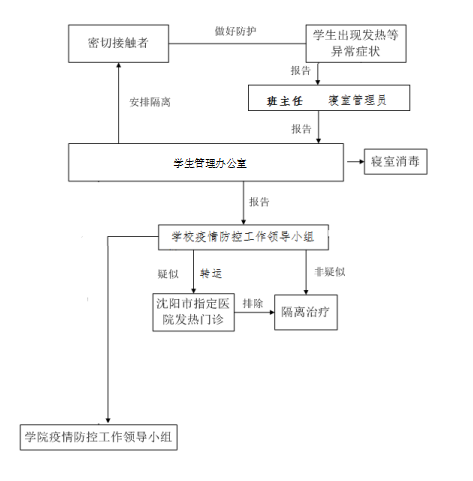 做好防护
密切接触者
学生出现发热等
异常症状
报告
班主任 寝室管理员
安排隔离
报告
学生管理办公室
寝室消毒
报告
学校疫情防控工作领导小组
疑似 转运 非疑似
沈阳市指定医
院发热门诊
排除
隔离治疗
学院疫情防控工作领导小组